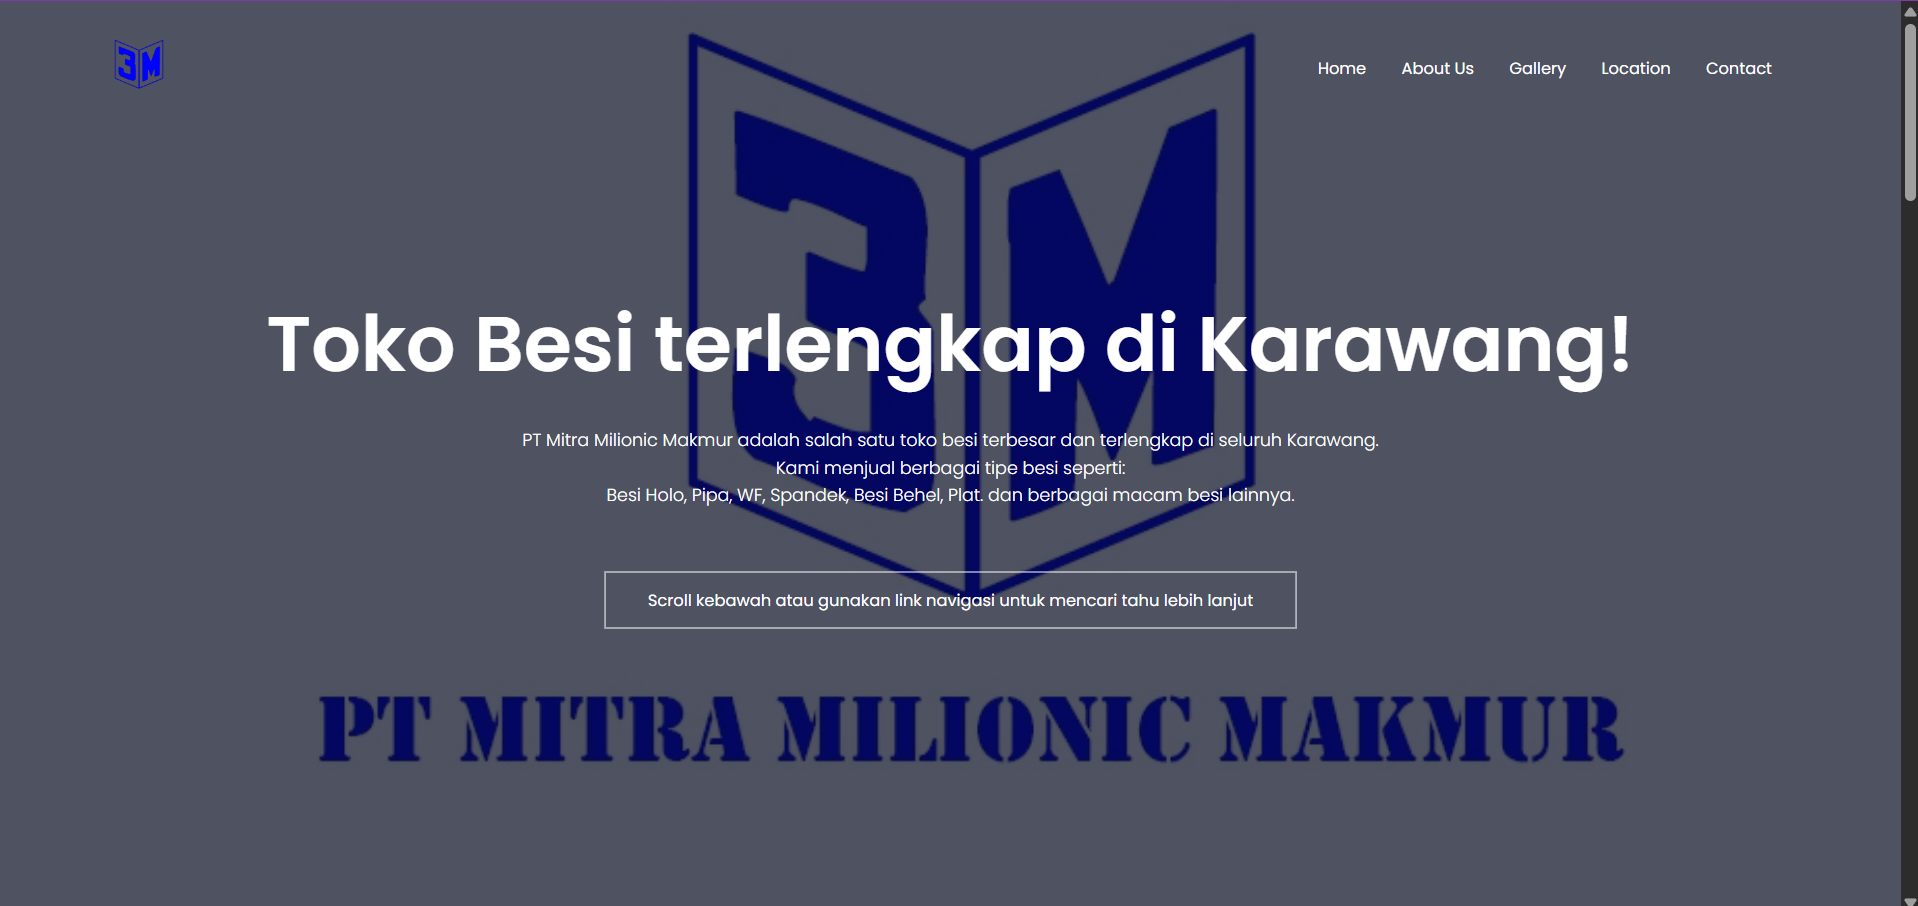 3M
Home About Us Gallery Location Contact
3M
Toko Besi terlengkap di Karawang!
PT Mitra Milionic Makmur adalah salah satu toko besi terbesar dan terlengkap di seluruh Karawang.
Kami menjual berbagai tipe besi seperti:
Besi Holo, Pipa, WF, Spandek, Besi Behel, Plat. dan berbagai macam besi lainnya.
Scroll kebawah atau gunakan link navigasi untuk mencari tahu lebih lanjut
PT MITRA MILIONIC MAKMUR